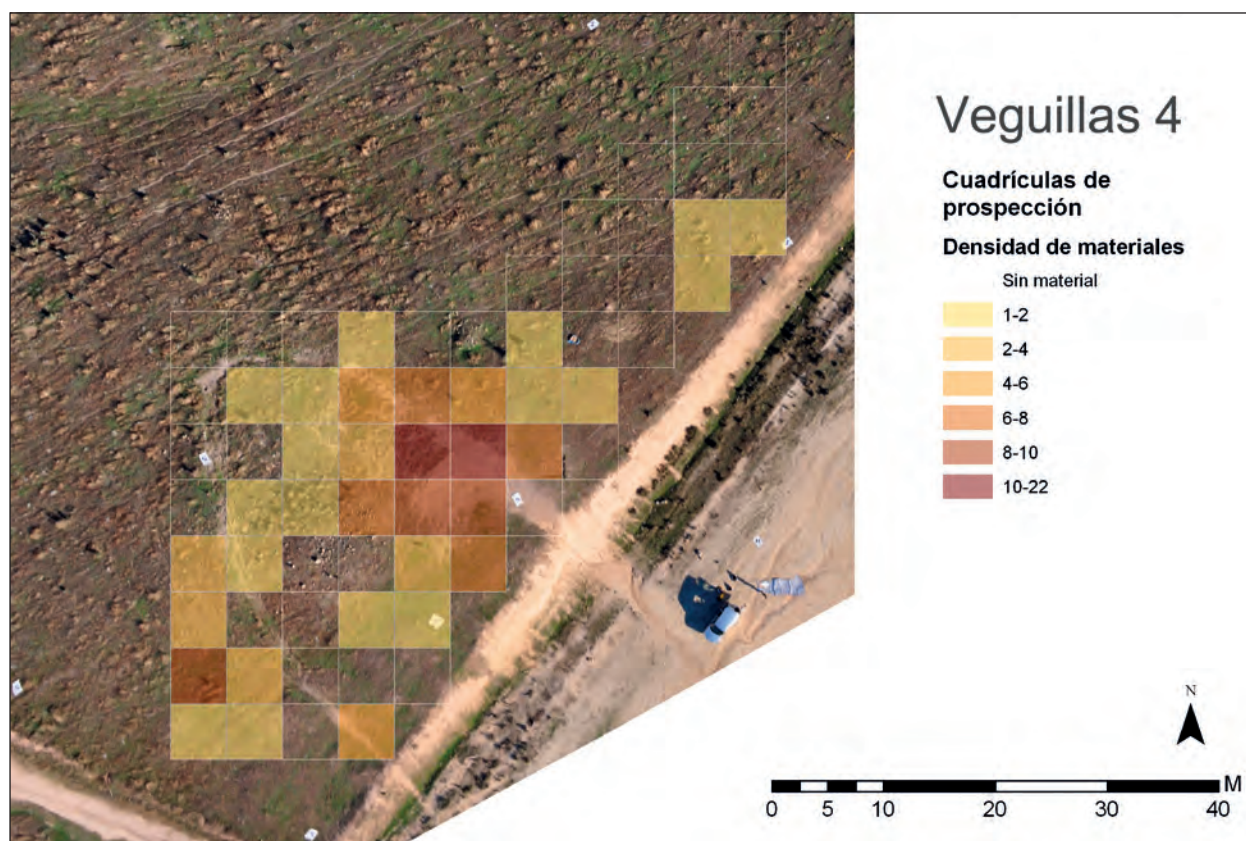 Veguillas 4
Cuadrículas de
prospección
Densidad de materiales
Sin material
1-2
2-4
4-6
6-8
8-10
10-22
N
M
0 5 10 20 30 40